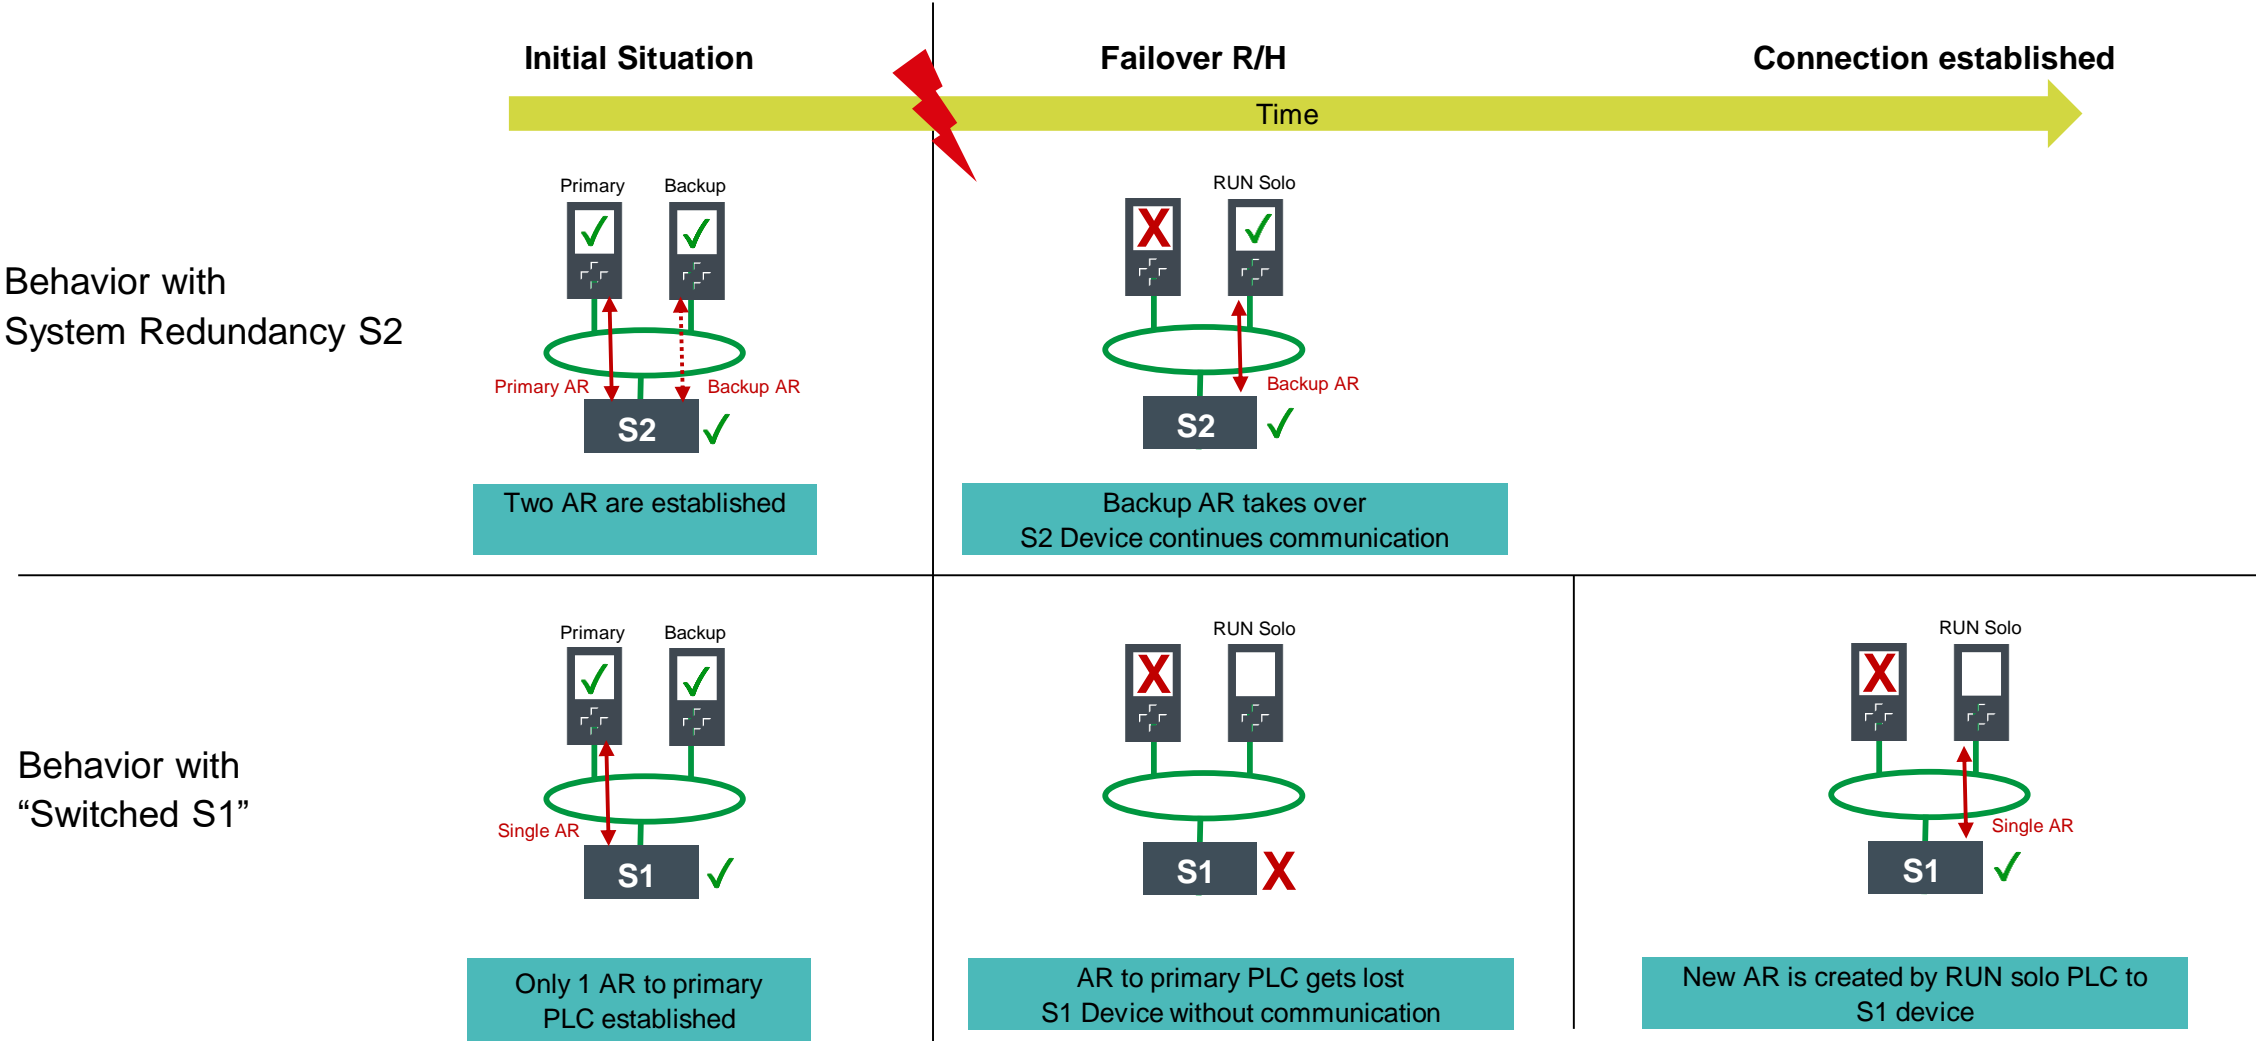 Initial Situation
Failover R/H
Connection established
Time
Primary
Backup
RUN Solo
Behavior with
System Redundancy S2
X
Primary AR
Backup AR
Backup AR
S2
S2
Two AR are established
Backup AR takes over
S2 Device continues communication
Primary
Backup
RUN Solo
RUN Solo
X
X
Behavior with
“Switched S1”
Single AR
Single AR
S1
S1
X
S1
Only 1 AR to primary
PLC established
AR to primary PLC gets lost
S1 Device without communication
New AR is created by RUN solo PLC to
S1 device